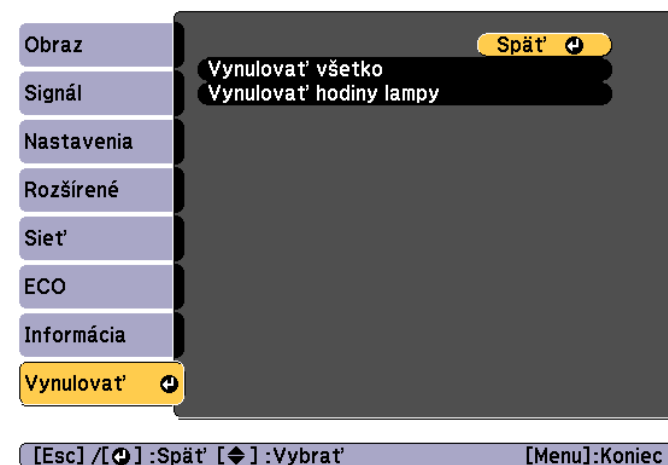 Obraz
Signál
Nastavenia
Rozšírené
Sieť
ECO
Informácia
Vynulovať
Späť
Vynulovať všetko
Vynulovať hodiny lampy
[Esc] /[ ] :Späť [ ] :Vybrať [Menu]:Koniec